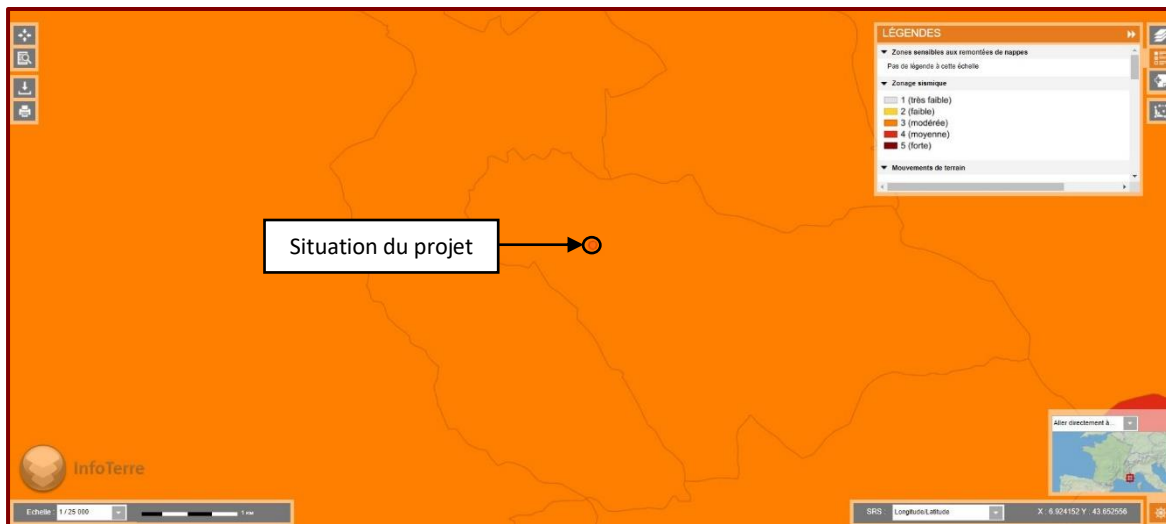 LÉGENDES
Zones sensibles aux remontées de nappes
Pas de légende à cette échelle
Zonage sismique
1 (très faible)
2 (faible)
3 (modérée)
4 (moyenne)
5 (forte)
Mouvements de terrain
Situation du projet
Aller directement à...
InfoTerre
Echelle : 1 / 25 000
1 km
SRS : Longitude/Latitude
X : 6.924152 Y : 43.652556